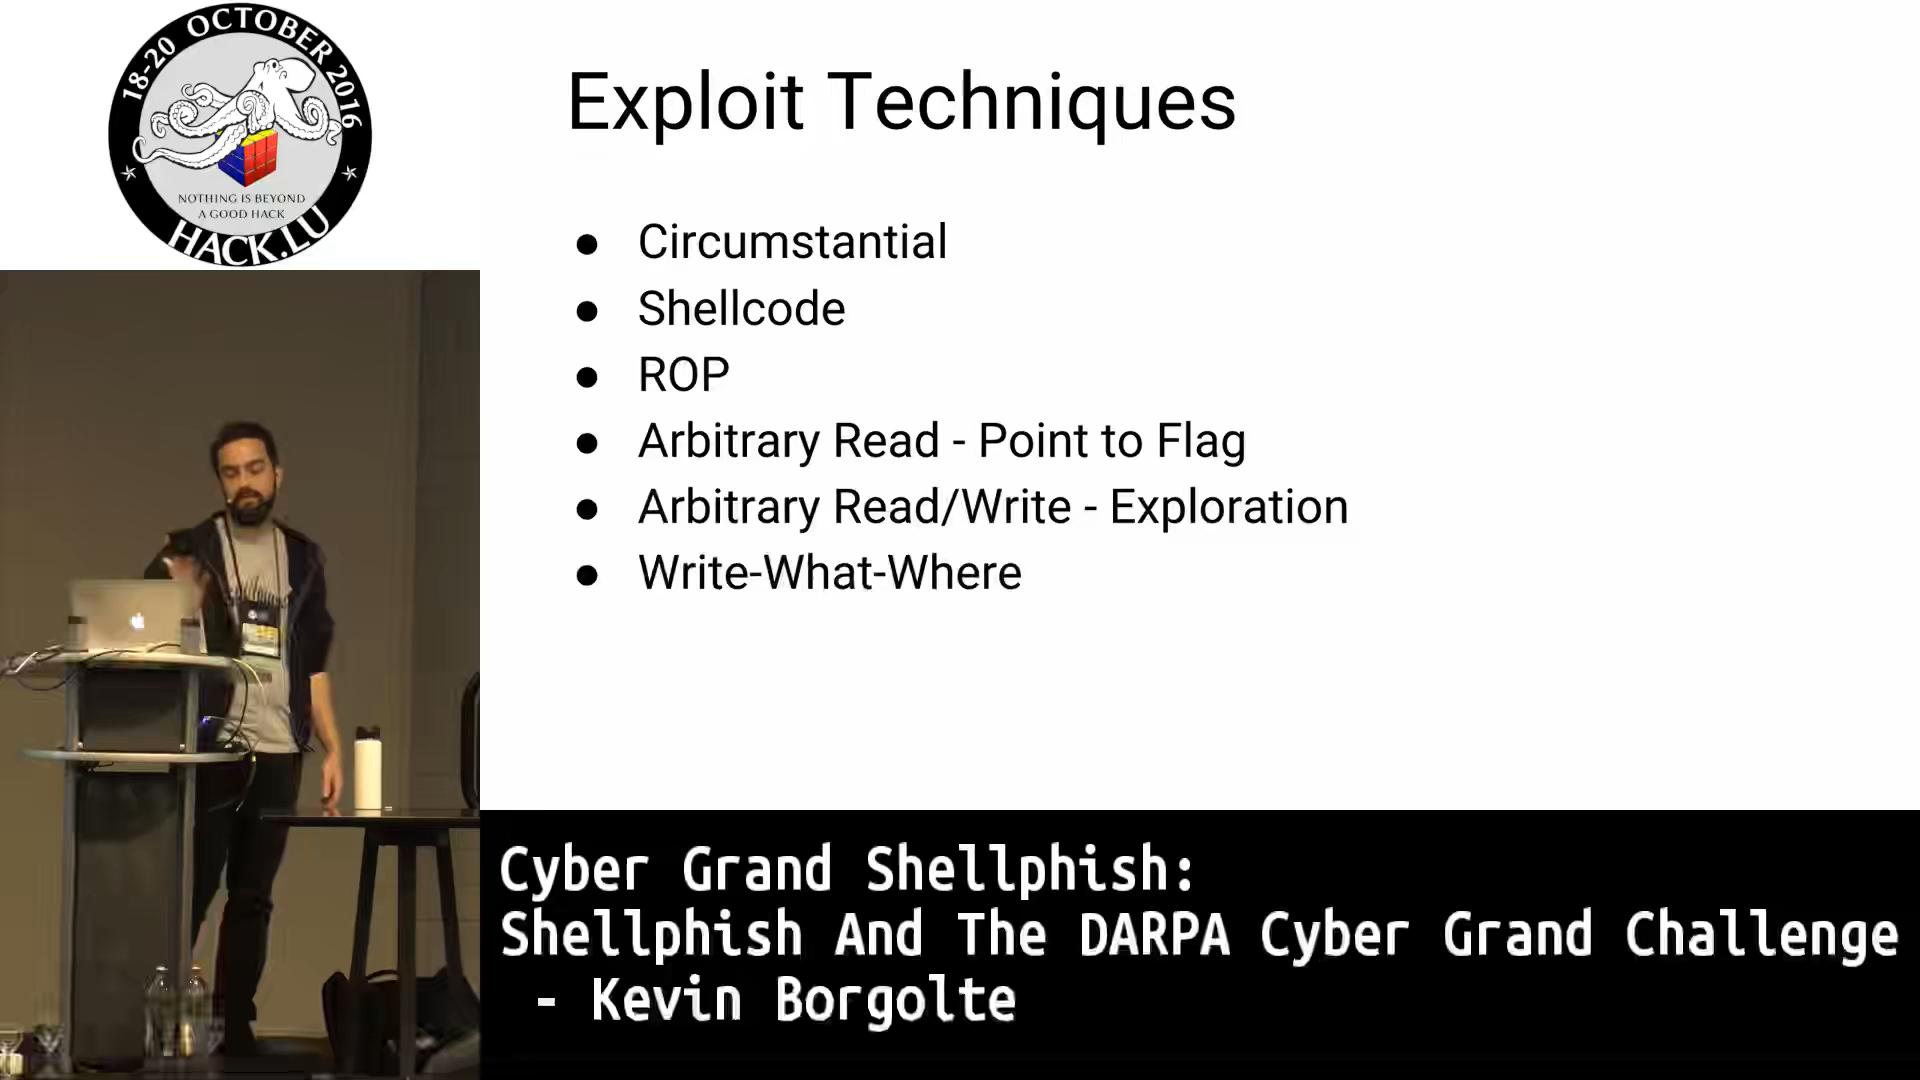 18-20 OCTOBER 2016
NOTHING IS BEYOND
A GOOD HACK
HACK.LU
Exploit Techniques
● Circumstantial
● Shellcode
● ROP
● Arbitrary Read - Point to Flag
● Arbitrary Read/Write - Exploration
● Write-What-Where
Cyber Grand Shellphish:
Shellphish And The DARPA Cyber Grand Challenge
- Kevin Borgolte